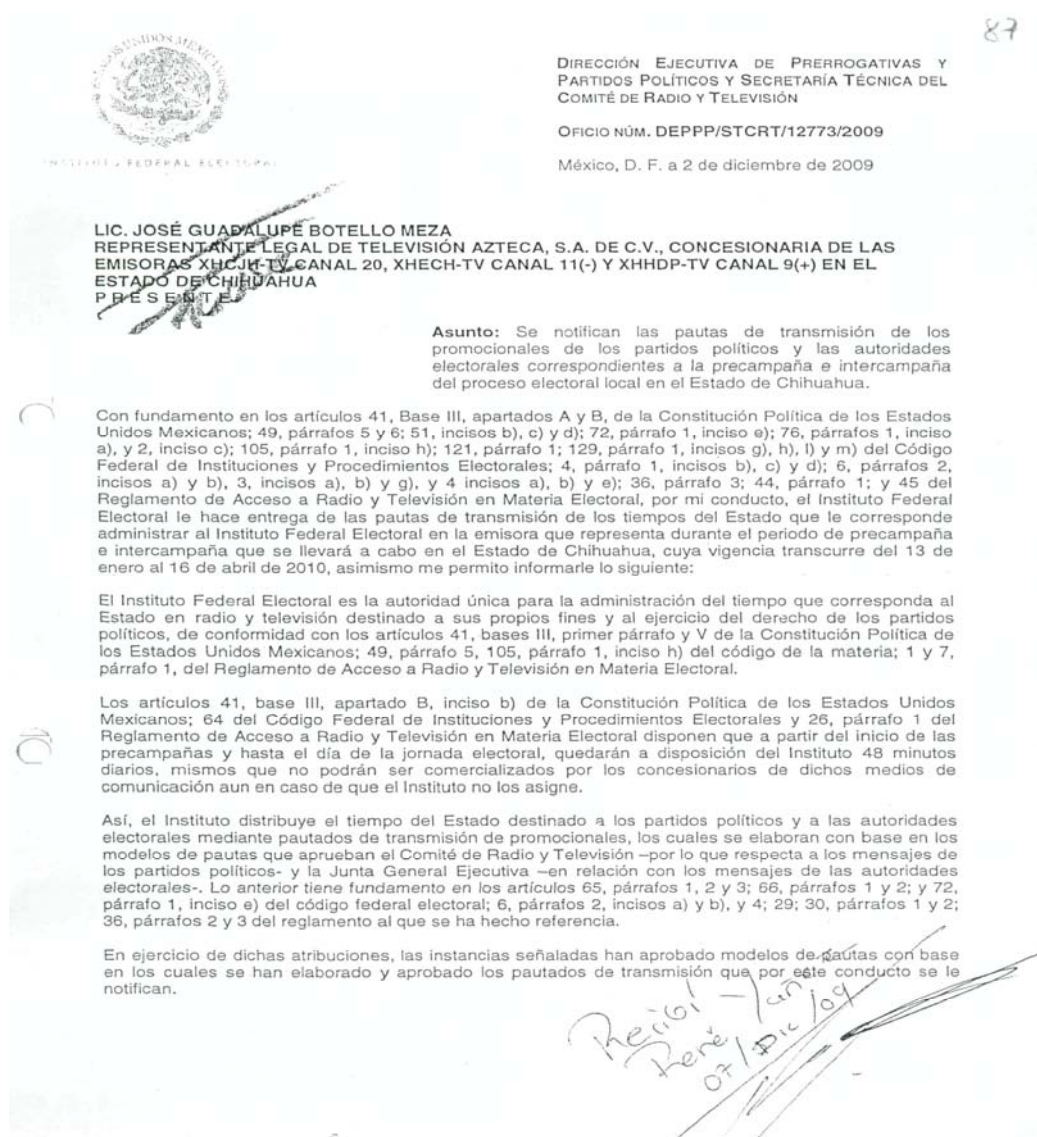 87
ESTADOS UNIDOS MEXICANOS
INSTITUTO FEDERAL ELECTORAL
DIRECCIÓN EJECUTIVA DE PRERROGATIVAS Y
PARTIDOS POLÍTICOS Y SECRETARÍA TÉCNICA DEL
COMITÉ DE RADIO Y TELEVISIÓN
OFICIO NÚM. DEPPP/STCRT/12773/2009
México, D. F. a 2 de diciembre de 2009
LIC. JOSÉ GUADALUPE BOTELLO MEZA
REPRESENTANTE LEGAL DE TELEVISIÓN AZTECA, S.A. DE C.V., CONCESIONARIA DE LAS
EMISORAS XHCJH-TV CANAL 20, XHECH-TV CANAL 11(-) Y XHHDP-TV CANAL 9(+) EN EL
ESTADO DE CHIHUAHUA
P R E S E N T E
Asunto: Se notifican las pautas de transmisión de los
promocionales de los partidos políticos y las autoridades
electorales correspondientes a la precampaña e intercampaña
del proceso electoral local en el Estado de Chihuahua.
Con fundamento en los artículos 41, Base III, apartados A y B, de la Constitución Política de los Estados
Unidos Mexicanos; 49, párrafos 5 y 6; 51, incisos b), c) y d); 72, párrafo 1, inciso e); 76, párrafos 1, inciso
a), y 2, inciso c); 105, párrafo 1, inciso h); 121, párrafo 1; 129, párrafo 1, incisos g), h), l) y m) del Código
Federal de Instituciones y Procedimientos Electorales; 4, párrafo 1, incisos b), c) y d); 6, párrafos 2,
incisos a) y b), 3, incisos a), b) y g), y 4 incisos a), b) y e); 36, párrafo 3; 44, párrafo 1; y 45 del
Reglamento de Acceso a Radio y Televisión en Materia Electoral, por mi conducto, el Instituto Federal
Electoral le hace entrega de las pautas de transmisión de los tiempos del Estado que le corresponde
administrar al Instituto Federal Electoral en la emisora que representa durante el periodo de precampaña
e intercampaña que se llevará a cabo en el Estado de Chihuahua, cuya vigencia transcurre del 13 de
enero al 16 de abril de 2010, asimismo me permito informarle lo siguiente:
El Instituto Federal Electoral es la autoridad única para la administración del tiempo que corresponda al
Estado en radio y televisión destinado a sus propios fines y al ejercicio del derecho de los partidos
políticos, de conformidad con los artículos 41, bases III, primer párrafo y V de la Constitución Política de
los Estados Unidos Mexicanos; 49, párrafo 5, 105, párrafo 1, inciso h) del código de la materia; 1 y 7,
párrafo 1, del Reglamento de Acceso a Radio y Televisión en Materia Electoral.
Los artículos 41, base III, apartado B, inciso b) de la Constitución Política de los Estados Unidos
Mexicanos; 64 del Código Federal de Instituciones y Procedimientos Electorales y 26, párrafo 1 del
Reglamento de Acceso a Radio y Televisión en Materia Electoral disponen que a partir del inicio de las
precampañas y hasta el día de la jornada electoral, quedarán a disposición del Instituto 48 minutos
diarios, mismos que no podrán ser comercializados por los concesionarios de dichos medios de
comunicación aun en caso de que el Instituto no los asigne.
Así, el Instituto distribuye el tiempo del Estado destinado a los partidos políticos y a las autoridades
electorales mediante pautados de transmisión de promocionales, los cuales se elaboran con base en los
modelos de pautas que aprueban el Comité de Radio y Televisión –por lo que respecta a los mensajes de
los partidos políticos- y la Junta General Ejecutiva –en relación con los mensajes de las autoridades
electorales-. Lo anterior tiene fundamento en los artículos 65, párrafos 1, 2 y 3; 66, párrafos 1 y 2; y 72,
párrafo 1, inciso e) del código federal electoral; 6, párrafos 2, incisos a) y b), y 4; 29; 30, párrafos 1 y 2;
36, párrafos 2 y 3 del reglamento al que se ha hecho referencia.
En ejercicio de dichas atribuciones, las instancias señaladas han aprobado modelos de pautas con base
en los cuales se han elaborado y aprobado los pautados de transmisión que por este conducto se le
notifican.
Recibí
René
07/Dic/09